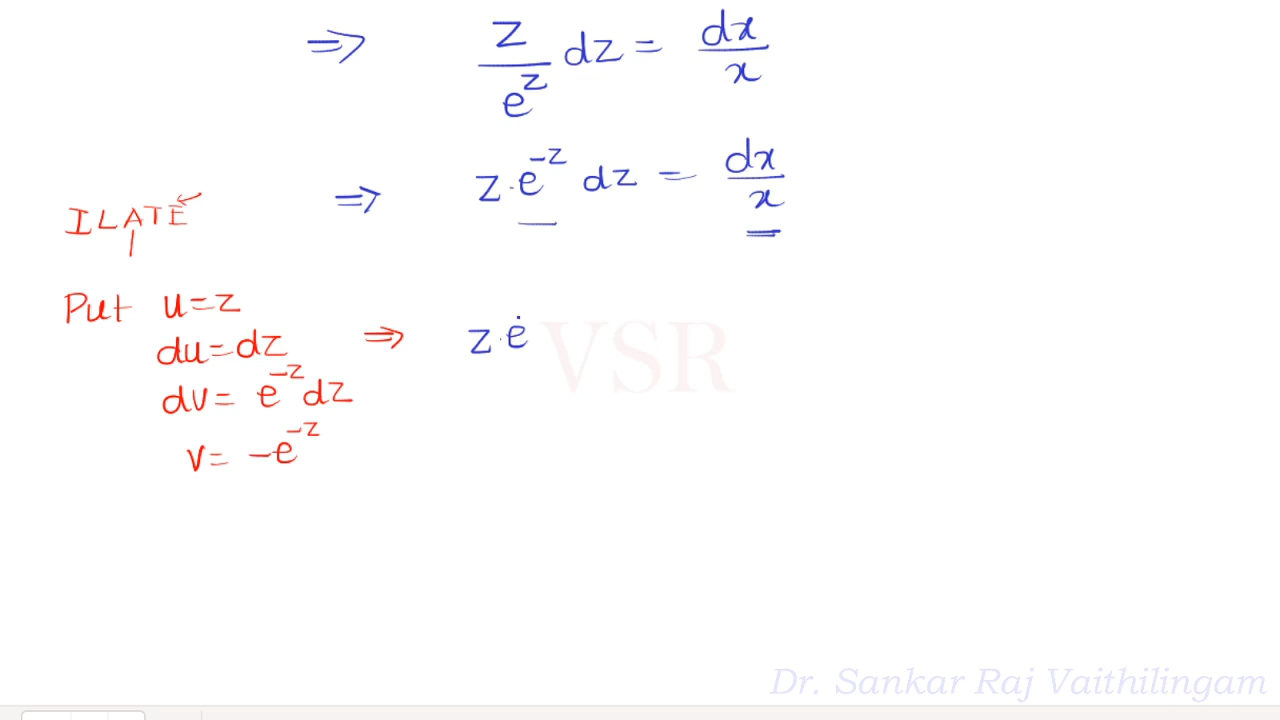 ⇒ z/e^z dz = dx/x
⇒ z·e^-z dz = dx/x
ILATE
Put u=z
du=dz
⇒ z·e
dv= e^-z dz
v= -e^-z
VSR
Dr. Sankar Raj Vaithilingam